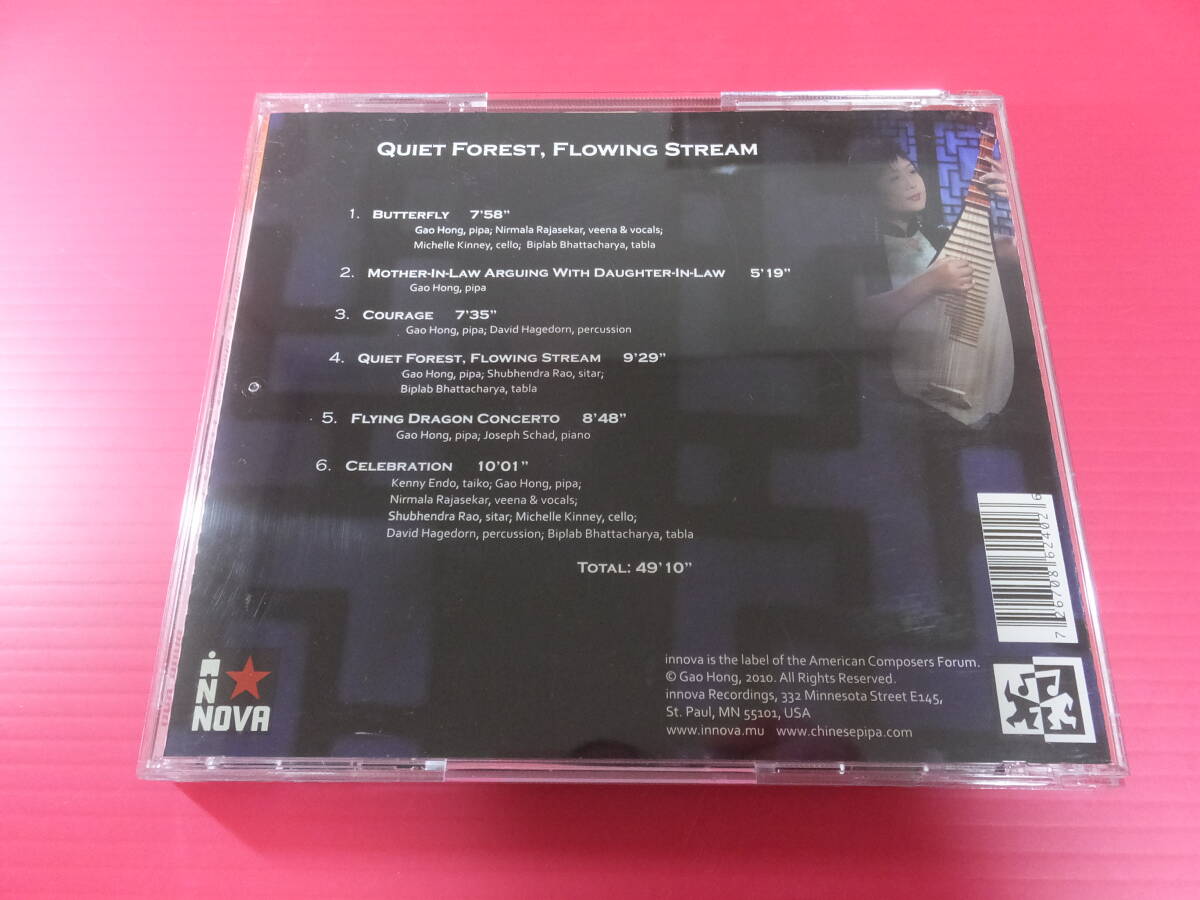 QUIET FOREST, FLOWING STREAM
1. BUTTERFLY 7'58"
Gao Hong, pipa; Nirmala Rajasekar, veena & vocals;
Michelle Kinney, cello; Biplab Bhattacharya, tabla
2. MOTHER-IN-LAW ARGUING WITH DAUGHTER-IN-LAW 5'19"
Gao Hong, pipa
3. COURAGE 7'35"
Gao Hong, pipa; David Hagedorn, percussion
4. QUIET FOREST, FLOWING STREAM 9'29"
Gao Hong, pipa; Shubhendra Rao, sitar;
Biplab Bhattacharya, tabla
5. FLYING DRAGON CONCERTO 8'48"
Gao Hong, pipa; Joseph Schad, piano
6. CELEBRATION 10'01"
Kenny Endo, taiko; Gao Hong, pipa;
Nirmala Rajasekar, veena & vocals;
Shubhendra Rao, sitar; Michelle Kinney, cello;
David Hagedorn, percussion; Biplab Bhattacharya, tabla
TOTAL: 49'10"
7 26708 62402 6
INNOVA
innova is the label of the American Composers Forum.
© Gao Hong, 2010. All Rights Reserved.
innova Recordings, 332 Minnesota Street E145,
St. Paul, MN 55101, USA
www.innova.mu www.chinesepipa.com